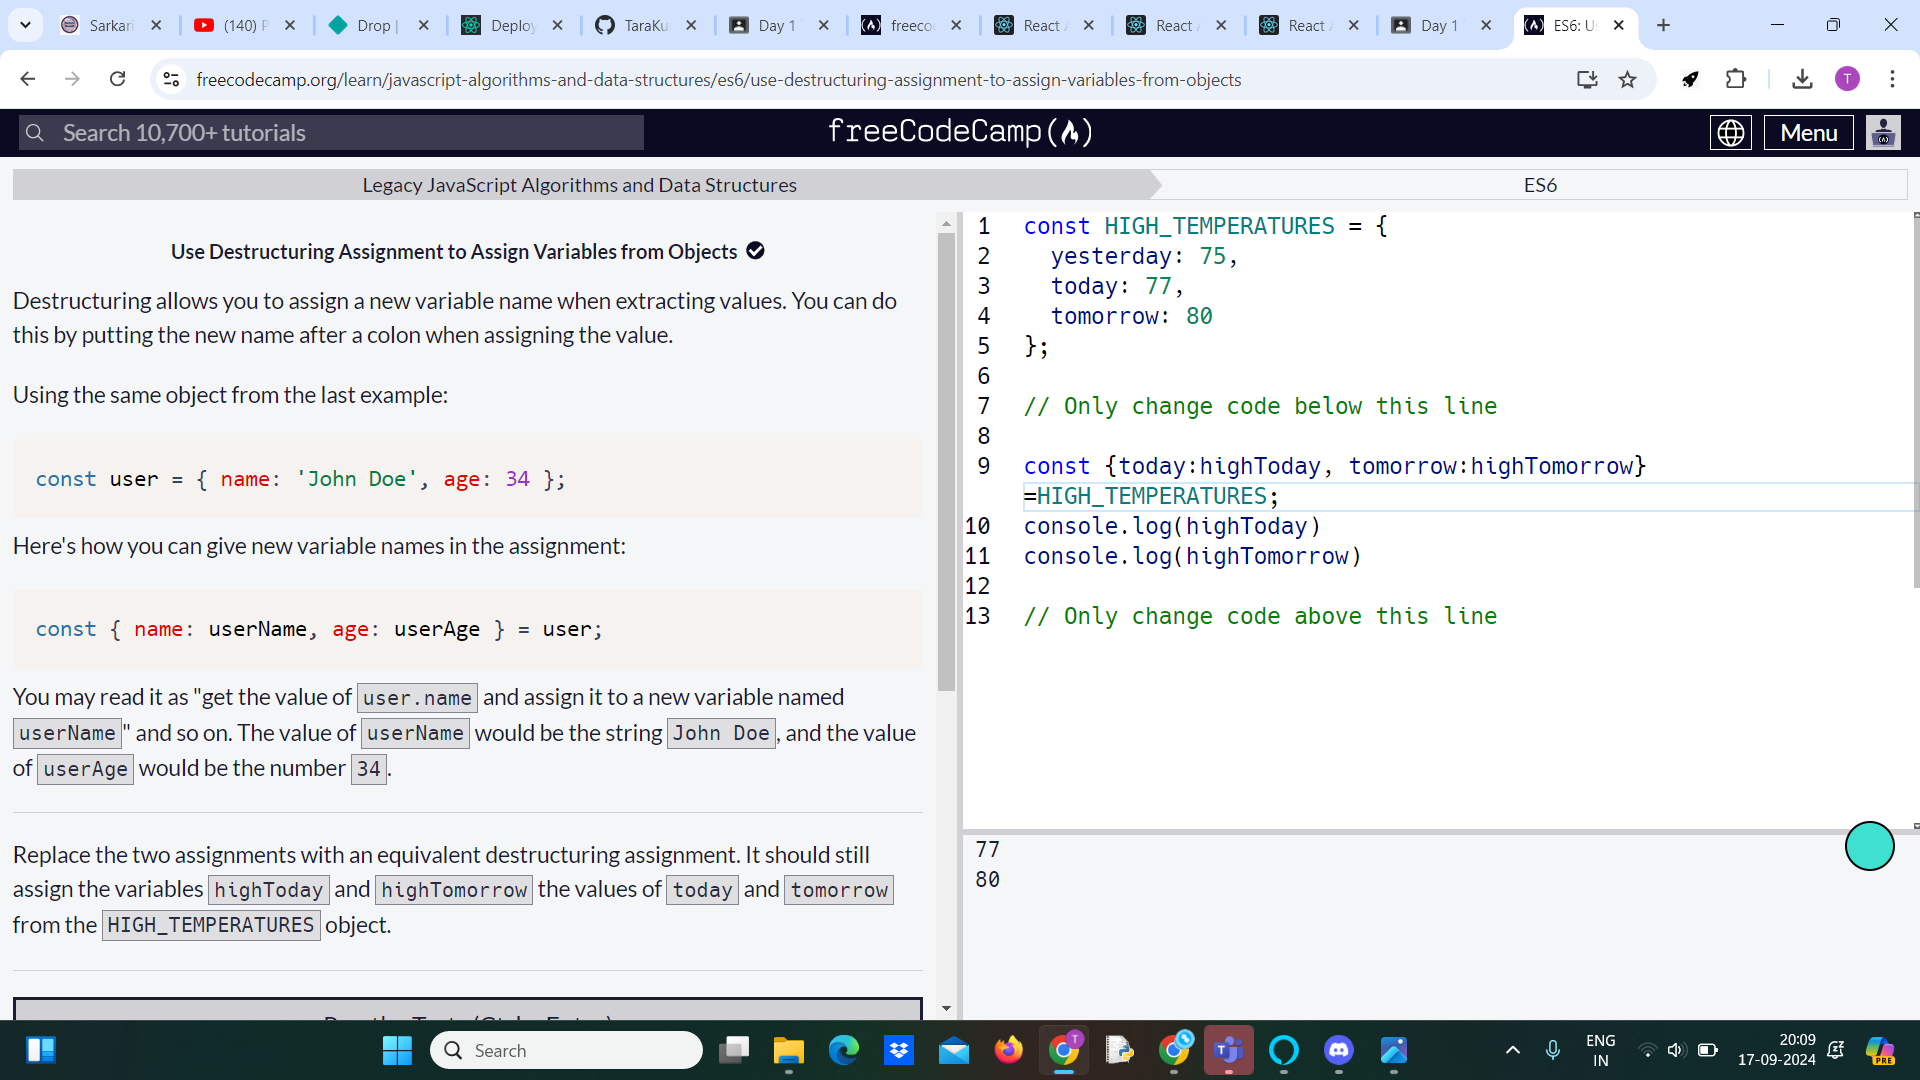 Sarkari
(140) P
Drop |
Deploy
TaraKu
Day 1
freeco
React A
React A
React A
Day 1
ES6: Us
freecodecamp.org/learn/javascript-algorithms-and-data-structures/es6/use-destructuring-assignment-to-assign-variables-from-objects
T
Search 10,700+ tutorials
freeCodeCamp
Menu
Legacy JavaScript Algorithms and Data Structures
ES6
Use Destructuring Assignment to Assign Variables from Objects
Destructuring allows you to assign a new variable name when extracting values. You can do
this by putting the new name after a colon when assigning the value.
Using the same object from the last example:
const user = { name: 'John Doe', age: 34 };
Here's how you can give new variable names in the assignment:
const { name: userName, age: userAge } = user;
You may read it as "get the value of user.name and assign it to a new variable named
userName" and so on. The value of userName would be the string John Doe, and the value
of userAge would be the number 34.
Replace the two assignments with an equivalent destructuring assignment. It should still
assign the variables highToday and highTomorrow the values of today and tomorrow
from the HIGH_TEMPERATURES object.
1 const HIGH_TEMPERATURES = {
2 yesterday: 75,
3 today: 77,
4 tomorrow: 80
5 };
6
7 // Only change code below this line
8
9 const {today:highToday, tomorrow:highTomorrow}
=HIGH_TEMPERATURES;
10 console.log(highToday)
11 console.log(highTomorrow)
12
13 // Only change code above this line
77
80
Search
T
ENG
IN
20:09
17-09-2024
PRE